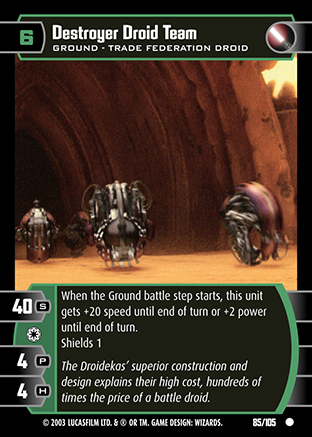 6
Destroyer Droid Team
GROUND - TRADE FEDERATION DROID
40 S
4 P
4 H
When the Ground battle step starts, this unit
gets +20 speed until end of turn or +2 power
until end of turn.
Shields 1
The Droidekas' superior construction and
design explains their high cost, hundreds of
times the price of a battle droid.
© 2003 LUCASFILM LTD. & ® OR TM. GAME DESIGN: WIZARDS.
85/105